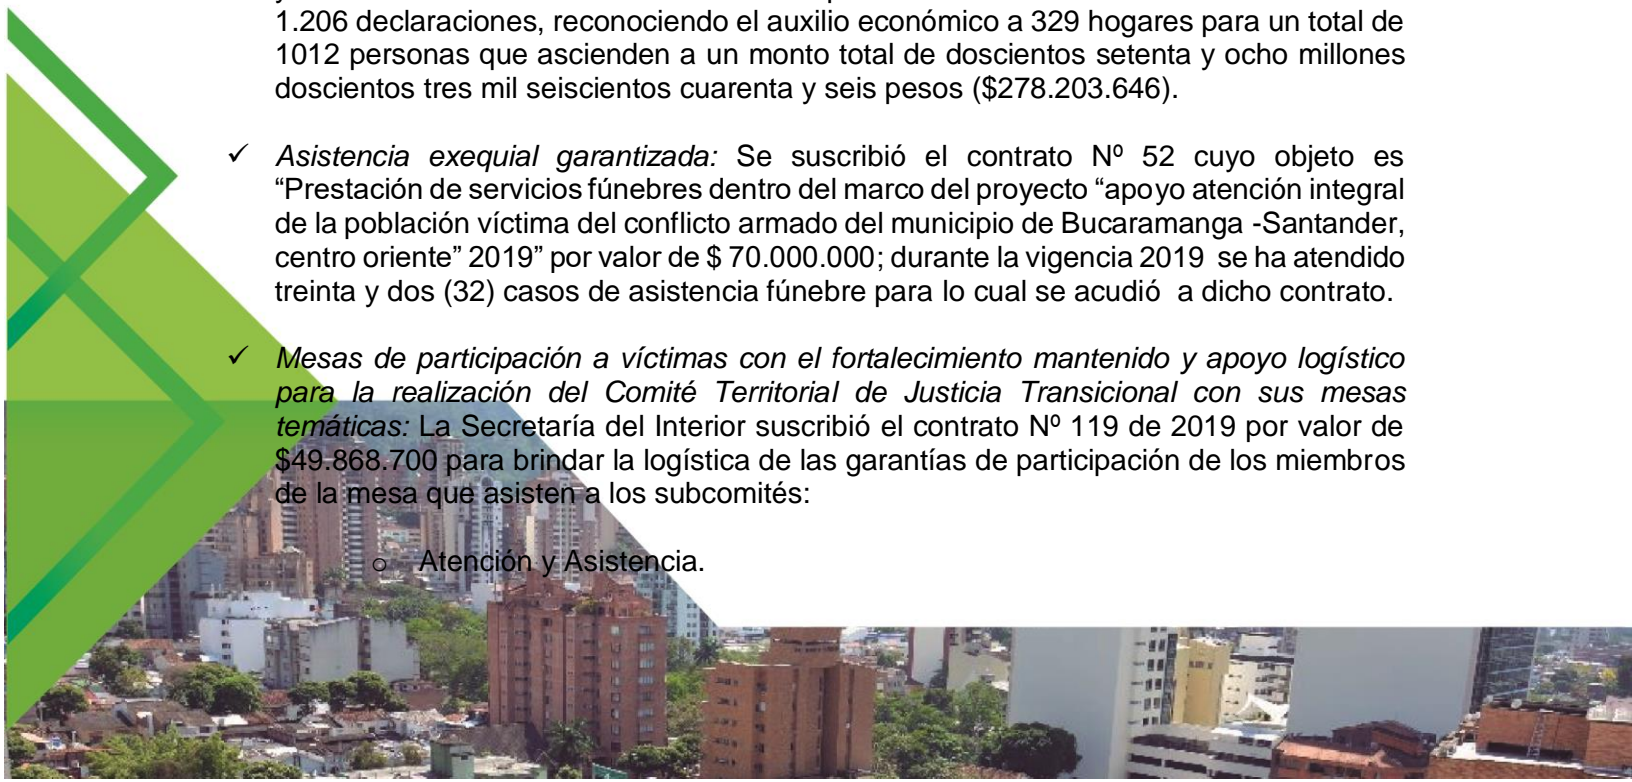 1.206 declaraciones, reconociendo el auxilio económico a 329 hogares para un total de
1012 personas que ascienden a un monto total de doscientos setenta y ocho millones
doscientos tres mil seiscientos cuarenta y seis pesos ($278.203.646).
✓ Asistencia exequial garantizada: Se suscribió el contrato Nº 52 cuyo objeto es
“Prestación de servicios fúnebres dentro del marco del proyecto “apoyo atención integral
de la población víctima del conflicto armado del municipio de Bucaramanga -Santander,
centro oriente” 2019” por valor de $ 70.000.000; durante la vigencia 2019 se ha atendido
treinta y dos (32) casos de asistencia fúnebre para lo cual se acudió a dicho contrato.
✓ Mesas de participación a víctimas con el fortalecimiento mantenido y apoyo logístico
para la realización del Comité Territorial de Justicia Transicional con sus mesas
temáticas: La Secretaría del Interior suscribió el contrato Nº 119 de 2019 por valor de
$49.868.700 para brindar la logística de las garantías de participación de los miembros
de la mesa que asisten a los subcomités:
o Atención y Asistencia.